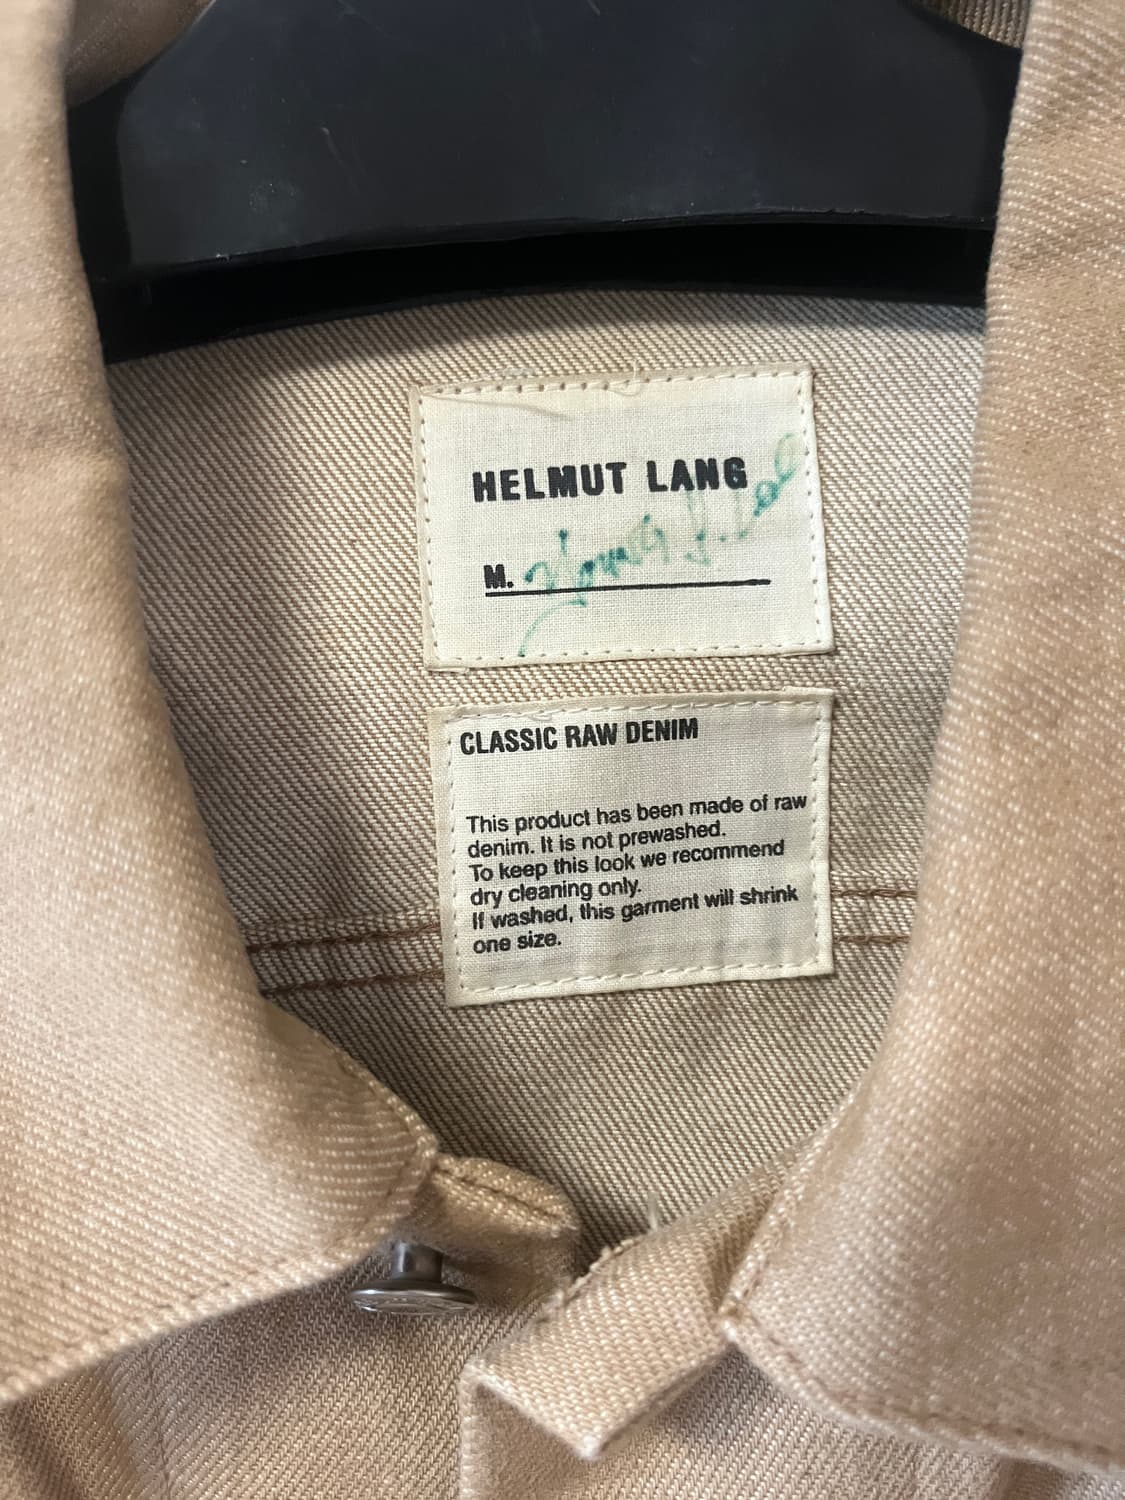 HELMUT LANG
M.
CLASSIC RAW DENIM
This product has been made of raw
denim. It is not prewashed.
To keep this look we recommend
dry cleaning only.
If washed, this garment will shrink
one size.